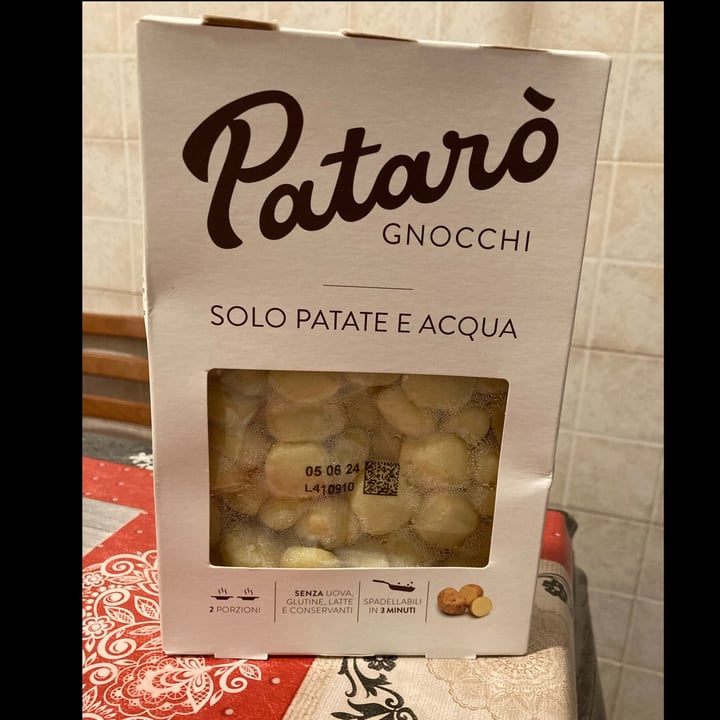 Patarò
GNOCCHI
SOLO PATATE E ACQUA
05 06 24
L410910
2 PORZIONI
SENZA UOVA,
GLUTINE, LATTE
E CONSERVANTI
SPADELLABILI
IN 3 MINUTI